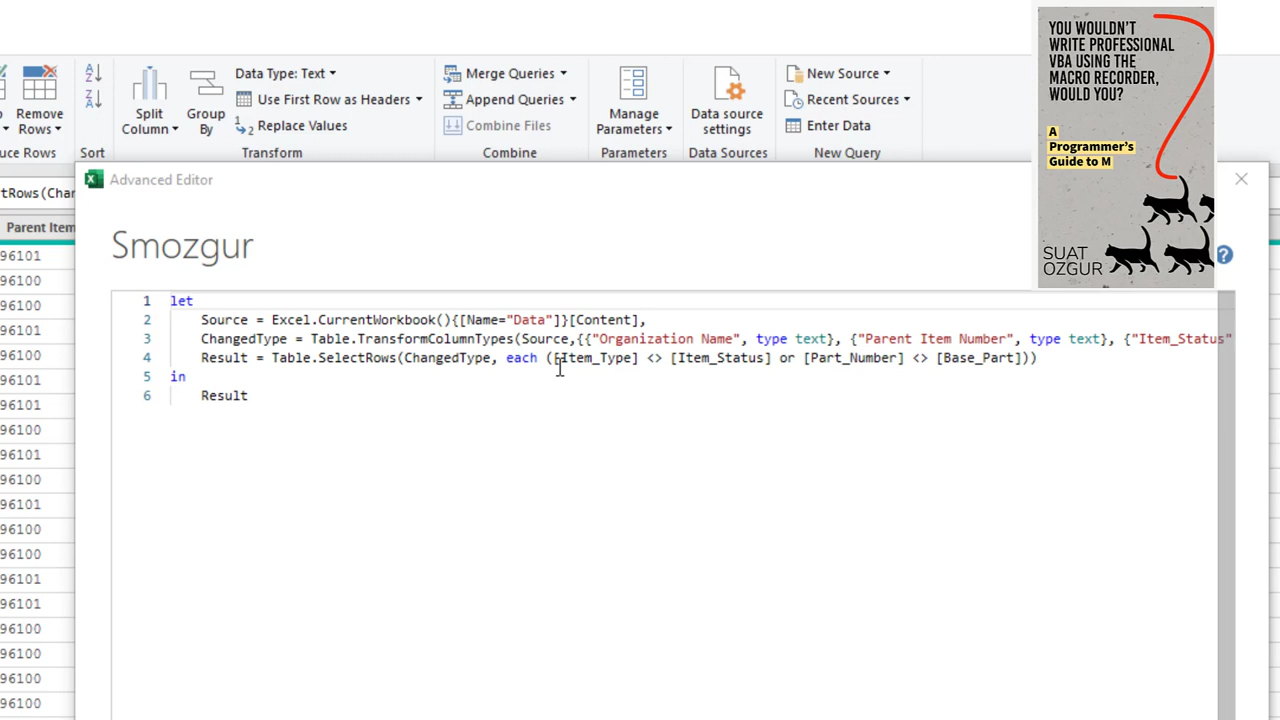 YOU WOULDN'T
WRITE PROFESSIONAL
VBA USING THE
MACRO RECORDER,
WOULD YOU?
A
Programmer's
Guide to M
SUAT
OZGUR
Remove
Rows
Split
Column
Group
By
Data Type: Text
Use First Row as Headers
Replace Values
Merge Queries
Append Queries
Combine Files
Manage
Parameters
Data source
settings
New Source
Recent Sources
Enter Data
uce Rows
Sort
Transform
Combine
Parameters
Data Sources
New Query
tRows(Char
Advanced Editor
Smozgur
1 let
2 Source = Excel.CurrentWorkbook(){[Name="Data"]}[Content],
3 ChangedType = Table.TransformColumnTypes(Source,{{"Organization Name", type text}, {"Parent Item Number", type text}, {"Item_Status"
4 Result = Table.SelectRows(ChangedType, each ([Item_Type] <> [Item_Status] or [Part_Number] <> [Base_Part]))
5 in
6 Result
Parent Item
96101
96100
96100
96101
96100
96101
96101
96100
96101
96100
96101
96100
96100
96101
96101
96100
96100
96100
96100
?